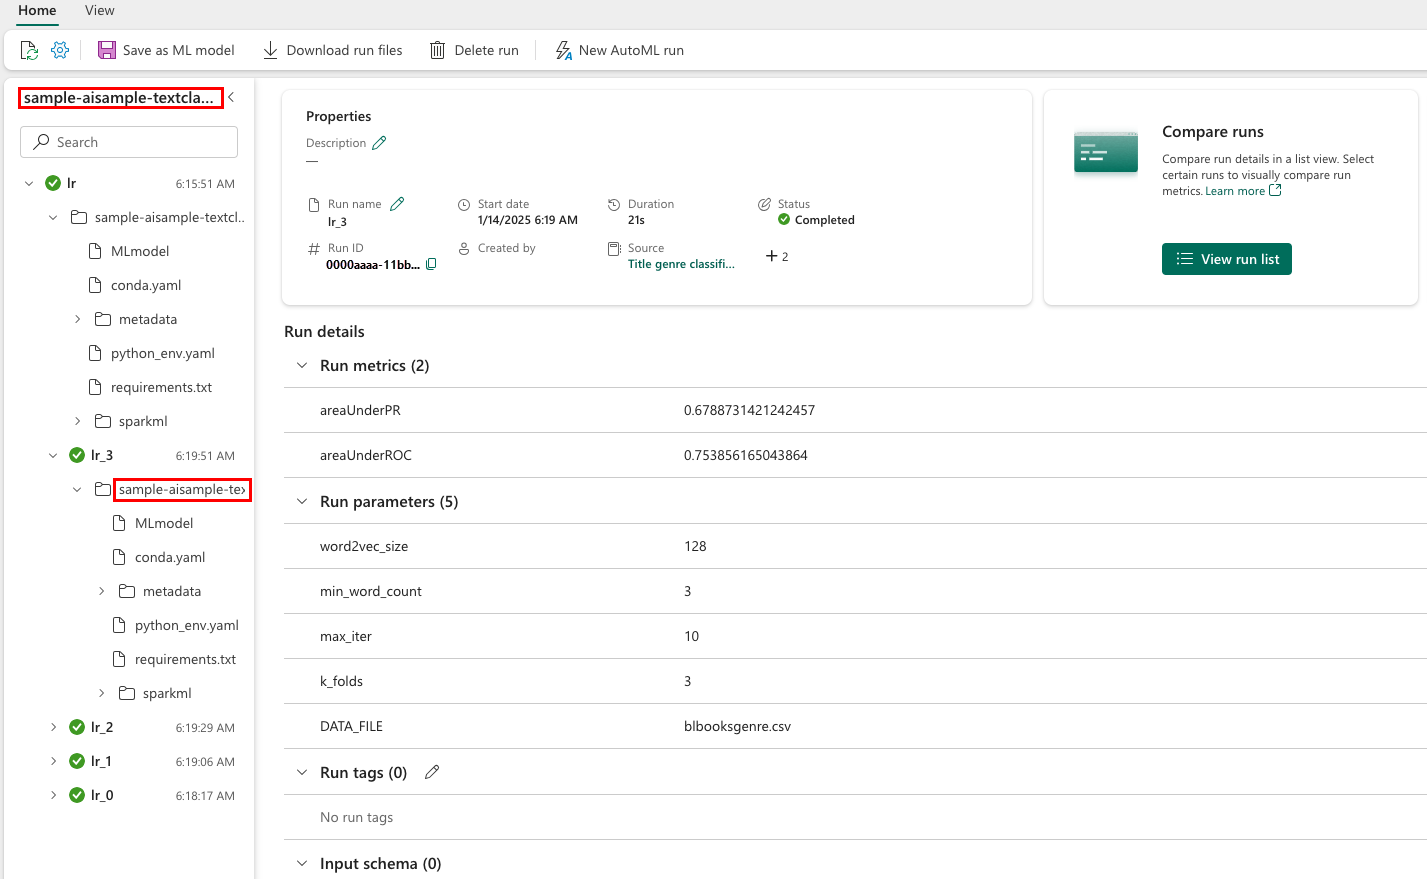 Home View
Save as ML model Download run files Delete run New AutoML run
sample-aisample-textcla...
Search
lr 6:15:51 AM
sample-aisample-textcl..
MLmodel
conda.yaml
metadata
python_env.yaml
requirements.txt
sparkml
lr_3 6:19:51 AM
sample-aisample-tex
MLmodel
conda.yaml
metadata
python_env.yaml
requirements.txt
sparkml
lr_2 6:19:29 AM
lr_1 6:19:06 AM
lr_0 6:18:17 AM
Properties
Description
—
Run name
lr_3
Start date
1/14/2025 6:19 AM
Duration
21s
Status
Completed
# Run ID
0000aaaa-11bb...
Created by
Source
Title genre classifi...
+ 2
Compare runs
Compare run details in a list view. Select
certain runs to visually compare run
metrics. Learn more
View run list
Run details
Run metrics (2)
areaUnderPR 0.6788731421242457
areaUnderROC 0.753856165043864
Run parameters (5)
word2vec_size 128
min_word_count 3
max_iter 10
k_folds 3
DATA_FILE blbooksgenre.csv
Run tags (0)
No run tags
Input schema (0)